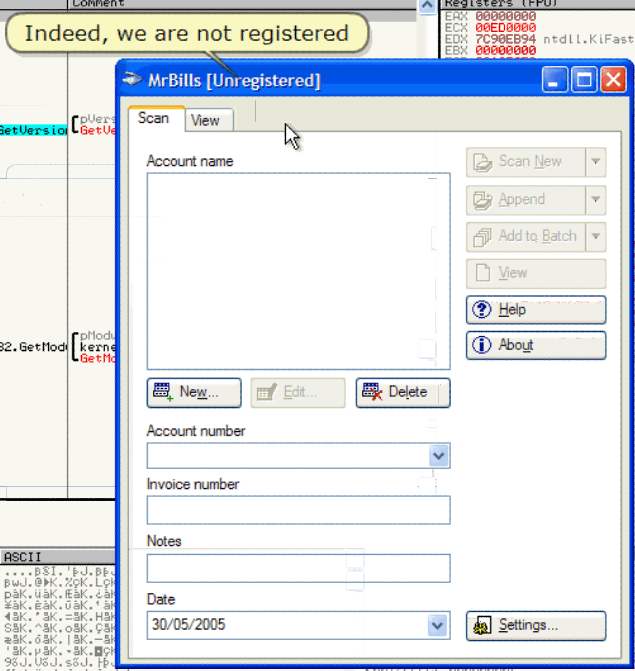 Comment
Registers (FPU)
Indeed, we are not registered
EAX 00000000
ECX 00ED0000
EDX 7C90EB94 ntdll.KiFast
EBX 00000000
MrBills [Unregistered]
Scan
View
pVers
GetVersion
GetVe
Account name
Scan New
Append
Add to Batch
View
Help
About
pModu
82.GetModu
kerne
GetMo
New...
Edit...
Delete
Account number
Invoice number
Notes
Date
30/05/2005
Settings...
ASCII